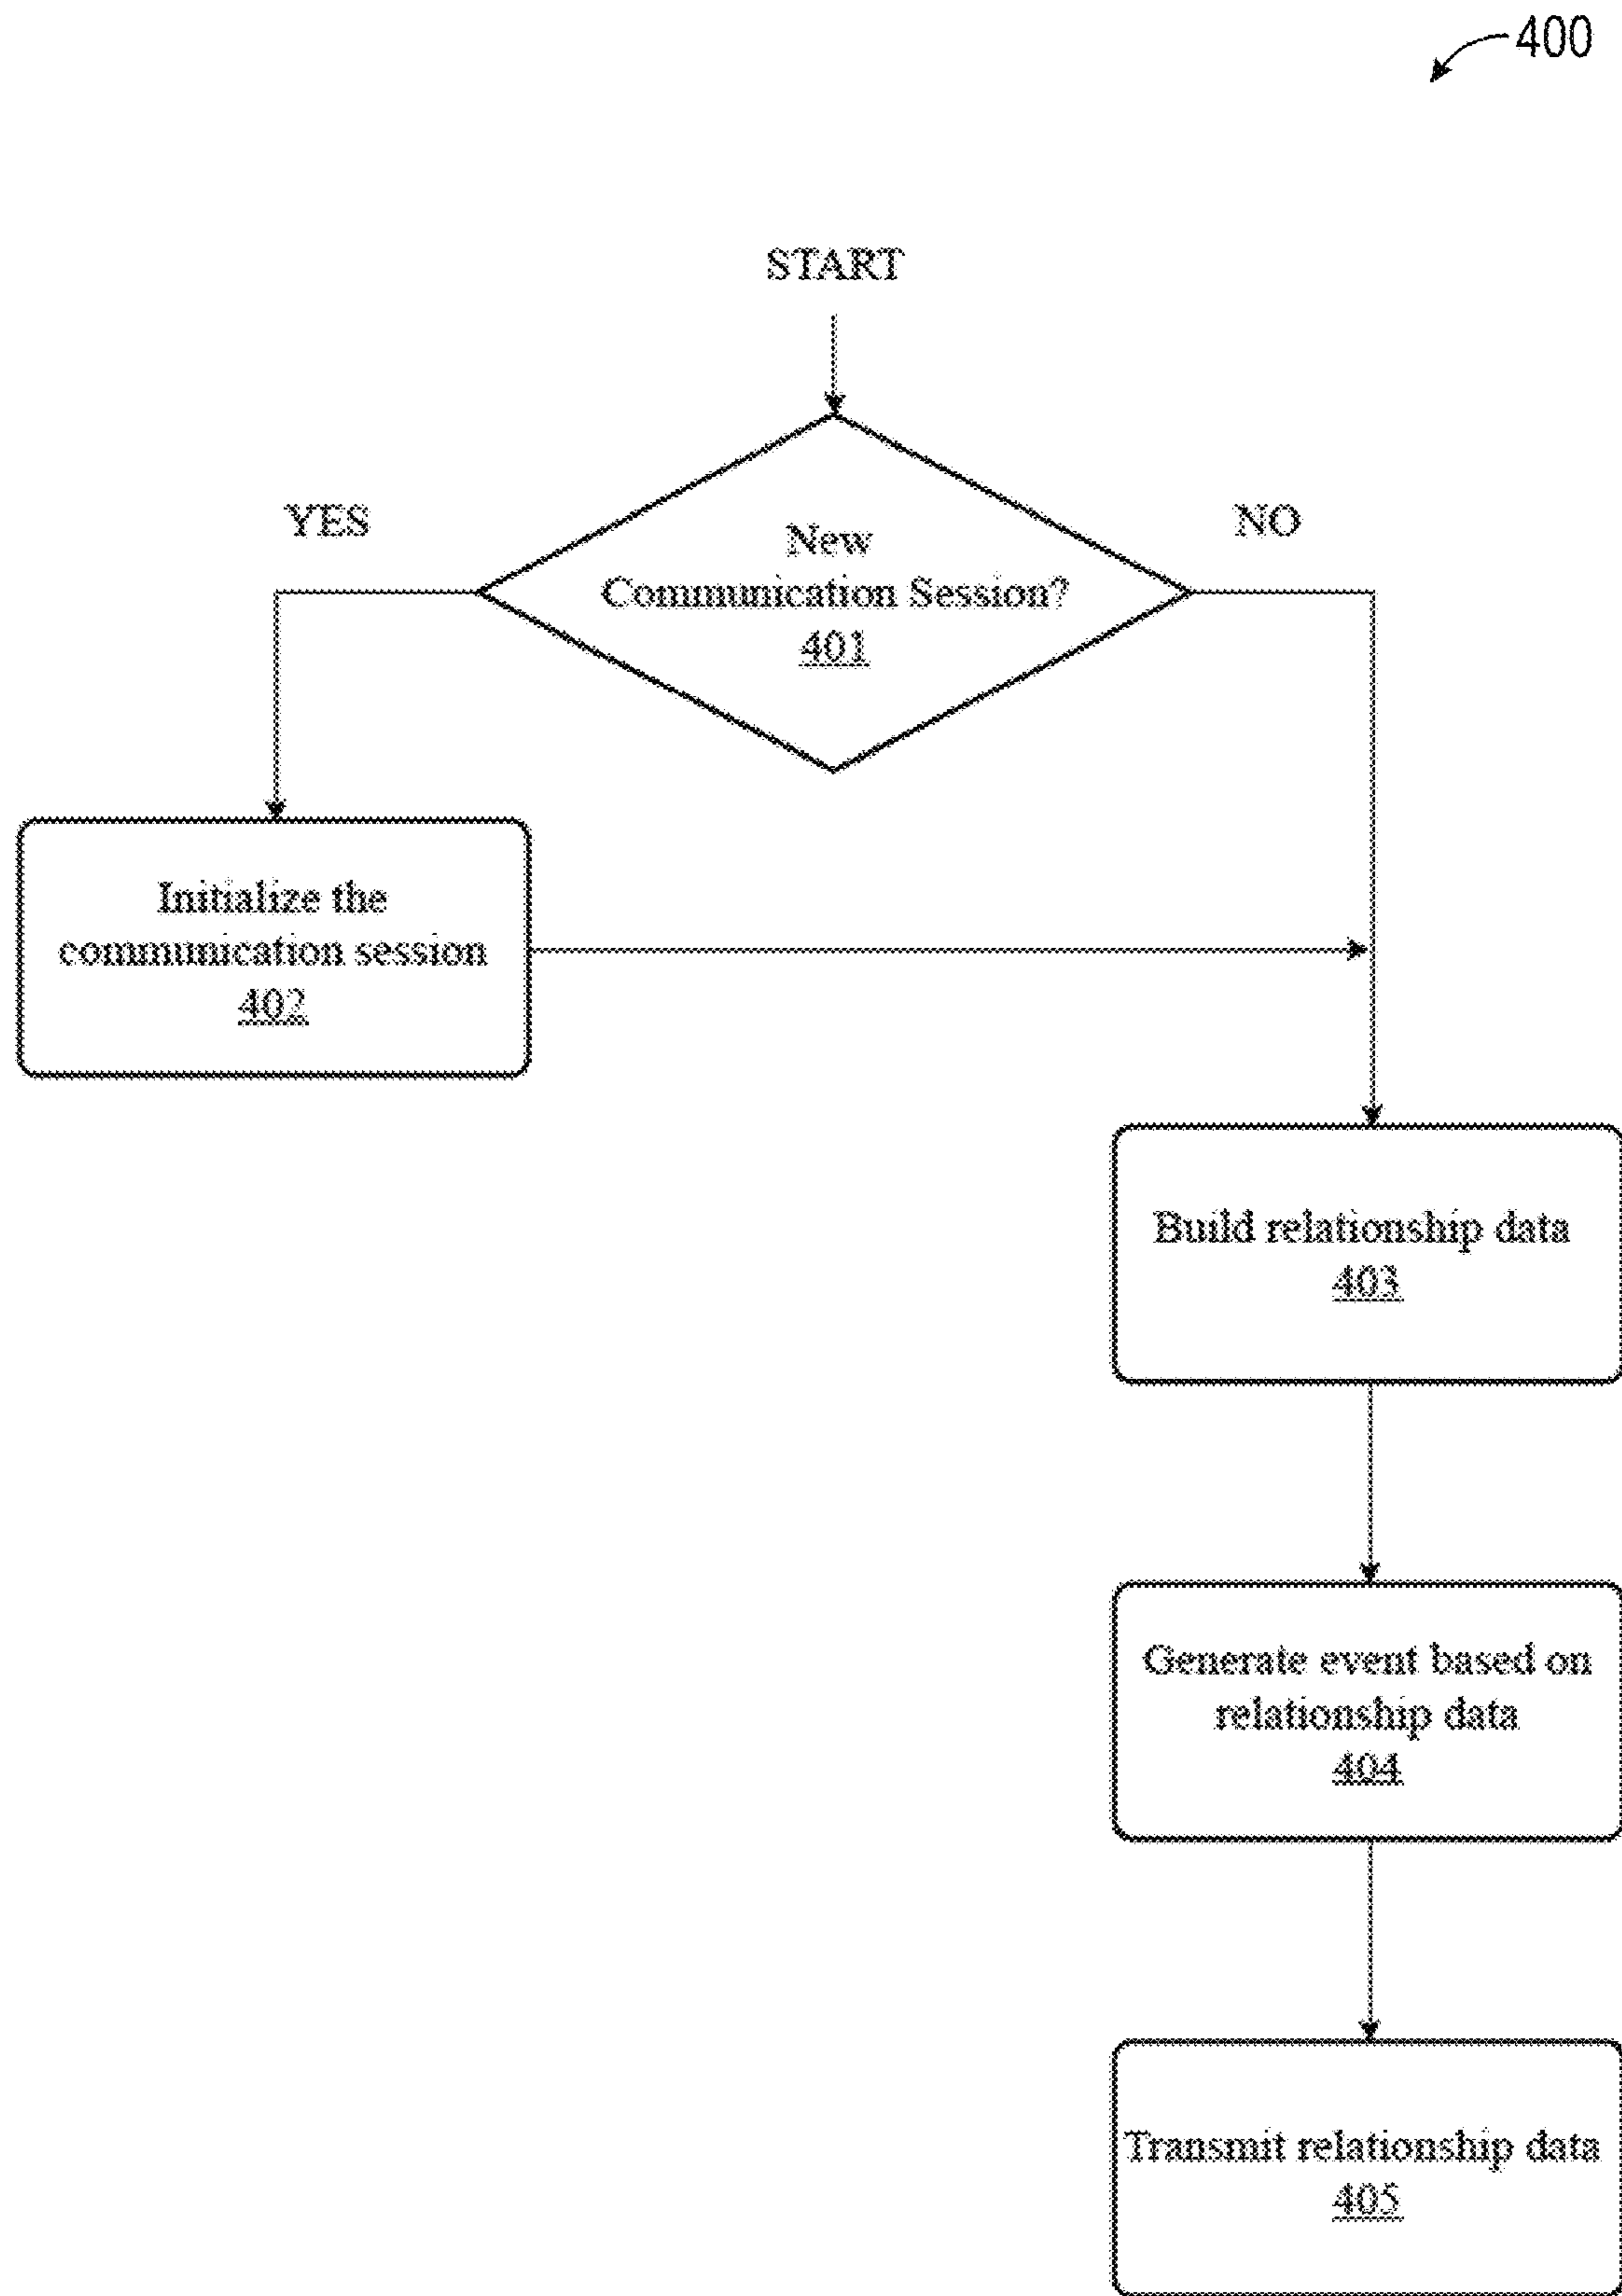 400
START
YES
NO
New
Communication Session?
401
Initialize the
communication session
402
Build relationship data
403
Generate event based on
relationship data
404
Transmit relationship data
405